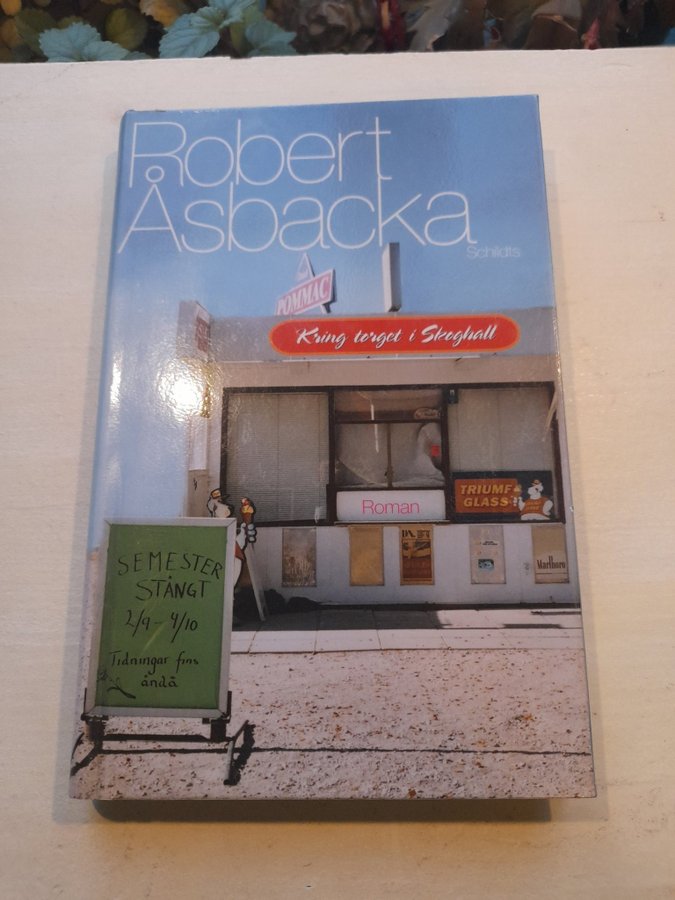 Robert
Åsbacka
Schildts
POMMAC
Kring torget i Skoghall
Roman
TRIUMF
GLASS
Marlboro
SEMESTER
STÄNGT
2/9 - 4/10
Tidningar fins
ändå